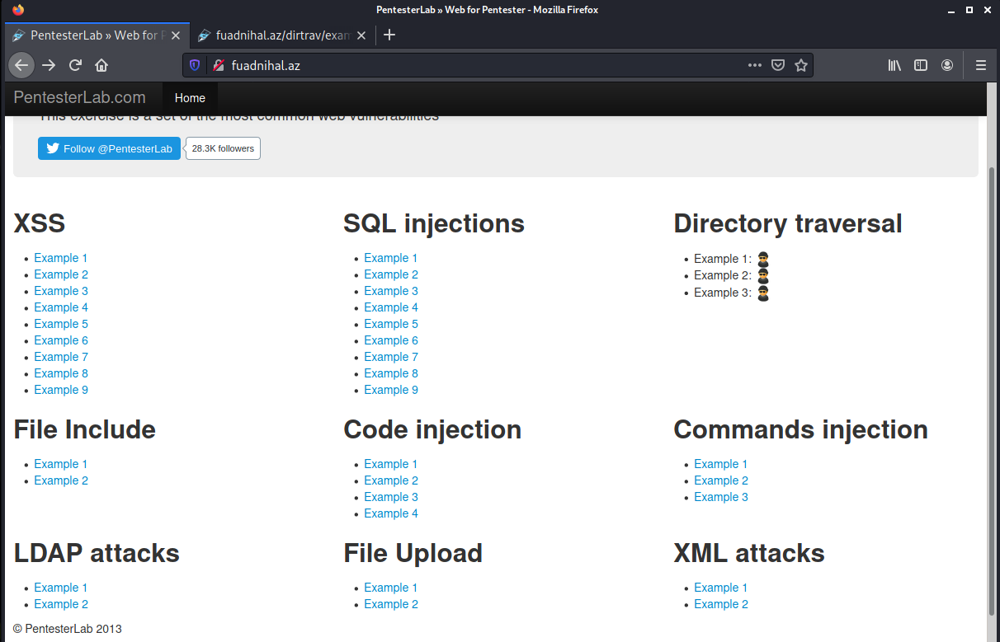 PentesterLab » Web for Pentester - Mozilla Firefox
PentesterLab » Web for P
fuadnihal.az/dirtrav/exam
fuadnihal.az
PentesterLab.com
Home
This exercise is a set of the most common web vulnerabilities
Follow @PentesterLab
28.3K followers
XSS
Example 1
Example 2
Example 3
Example 4
Example 5
Example 6
Example 7
Example 8
Example 9
SQL injections
Example 1
Example 2
Example 3
Example 4
Example 5
Example 6
Example 7
Example 8
Example 9
Directory traversal
Example 1:
Example 2:
Example 3:
File Include
Example 1
Example 2
Code injection
Example 1
Example 2
Example 3
Example 4
Commands injection
Example 1
Example 2
Example 3
LDAP attacks
Example 1
Example 2
File Upload
Example 1
Example 2
XML attacks
Example 1
Example 2
© PentesterLab 2013